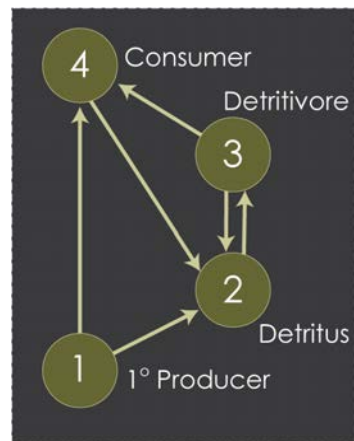 4 Consumer
Detritivore
3
2
Detritus
1 1° Producer